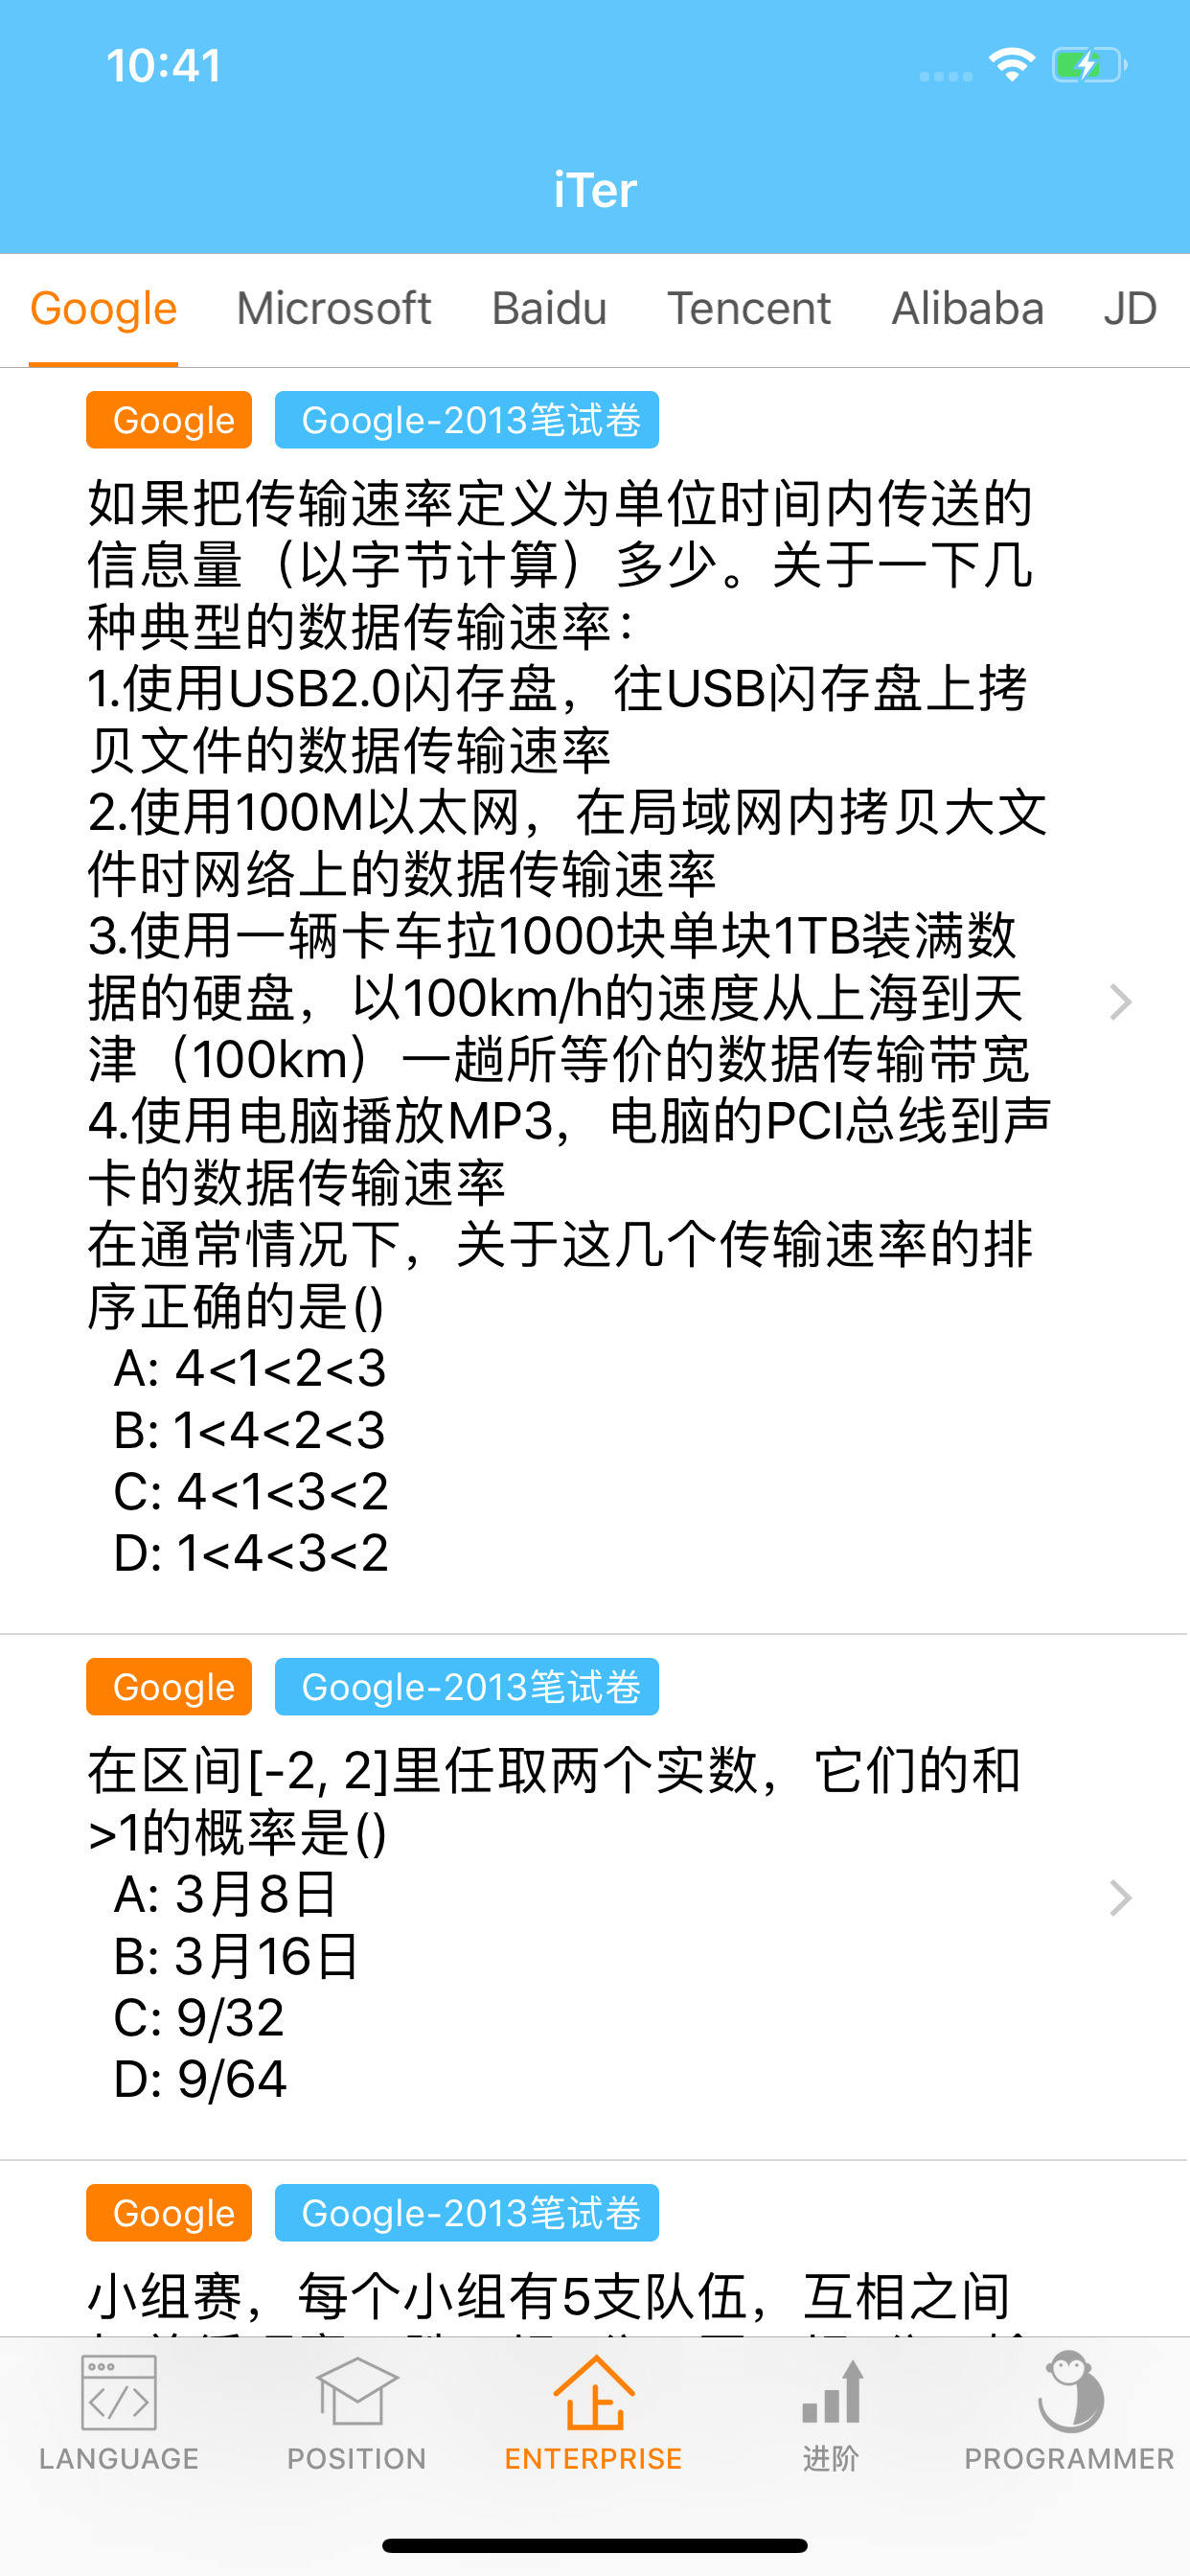 10:41
iTer
Google Microsoft Baidu Tencent Alibaba JD
Google Google-2013笔试卷
如果把传输速率定义为单位时间内传送的
信息量（以字节计算）多少。关于一下几
种典型的数据传输速率：
1.使用USB2.0闪存盘，往USB闪存盘上拷
贝文件的数据传输速率
2.使用100M以太网，在局域网内拷贝大文
件时网络上的数据传输速率
3.使用一辆卡车拉1000块单块1TB装满数
据的硬盘，以100km/h的速度从上海到天
津（100km）一趟所等价的数据传输带宽
4.使用电脑播放MP3，电脑的PCI总线到声
卡的数据传输速率
在通常情况下，关于这几个传输速率的排
序正确的是()
A: 4<1<2<3
B: 1<4<2<3
C: 4<1<3<2
D: 1<4<3<2
Google Google-2013笔试卷
在区间[-2, 2]里任取两个实数，它们的和
>1的概率是()
A: 3月8日
B: 3月16日
C: 9/32
D: 9/64
Google Google-2013笔试卷
小组赛，每个小组有5支队伍，互相之间
LANGUAGE POSITION ENTERPRISE 进阶 PROGRAMMER